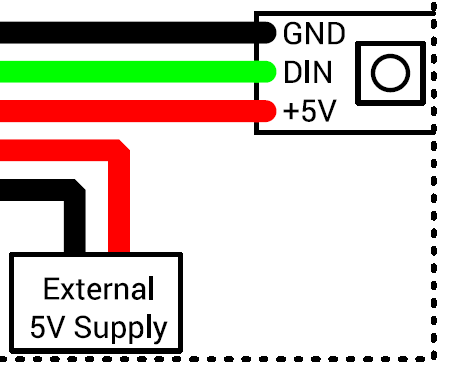 GND
DIN
+5V
External
5V Supply